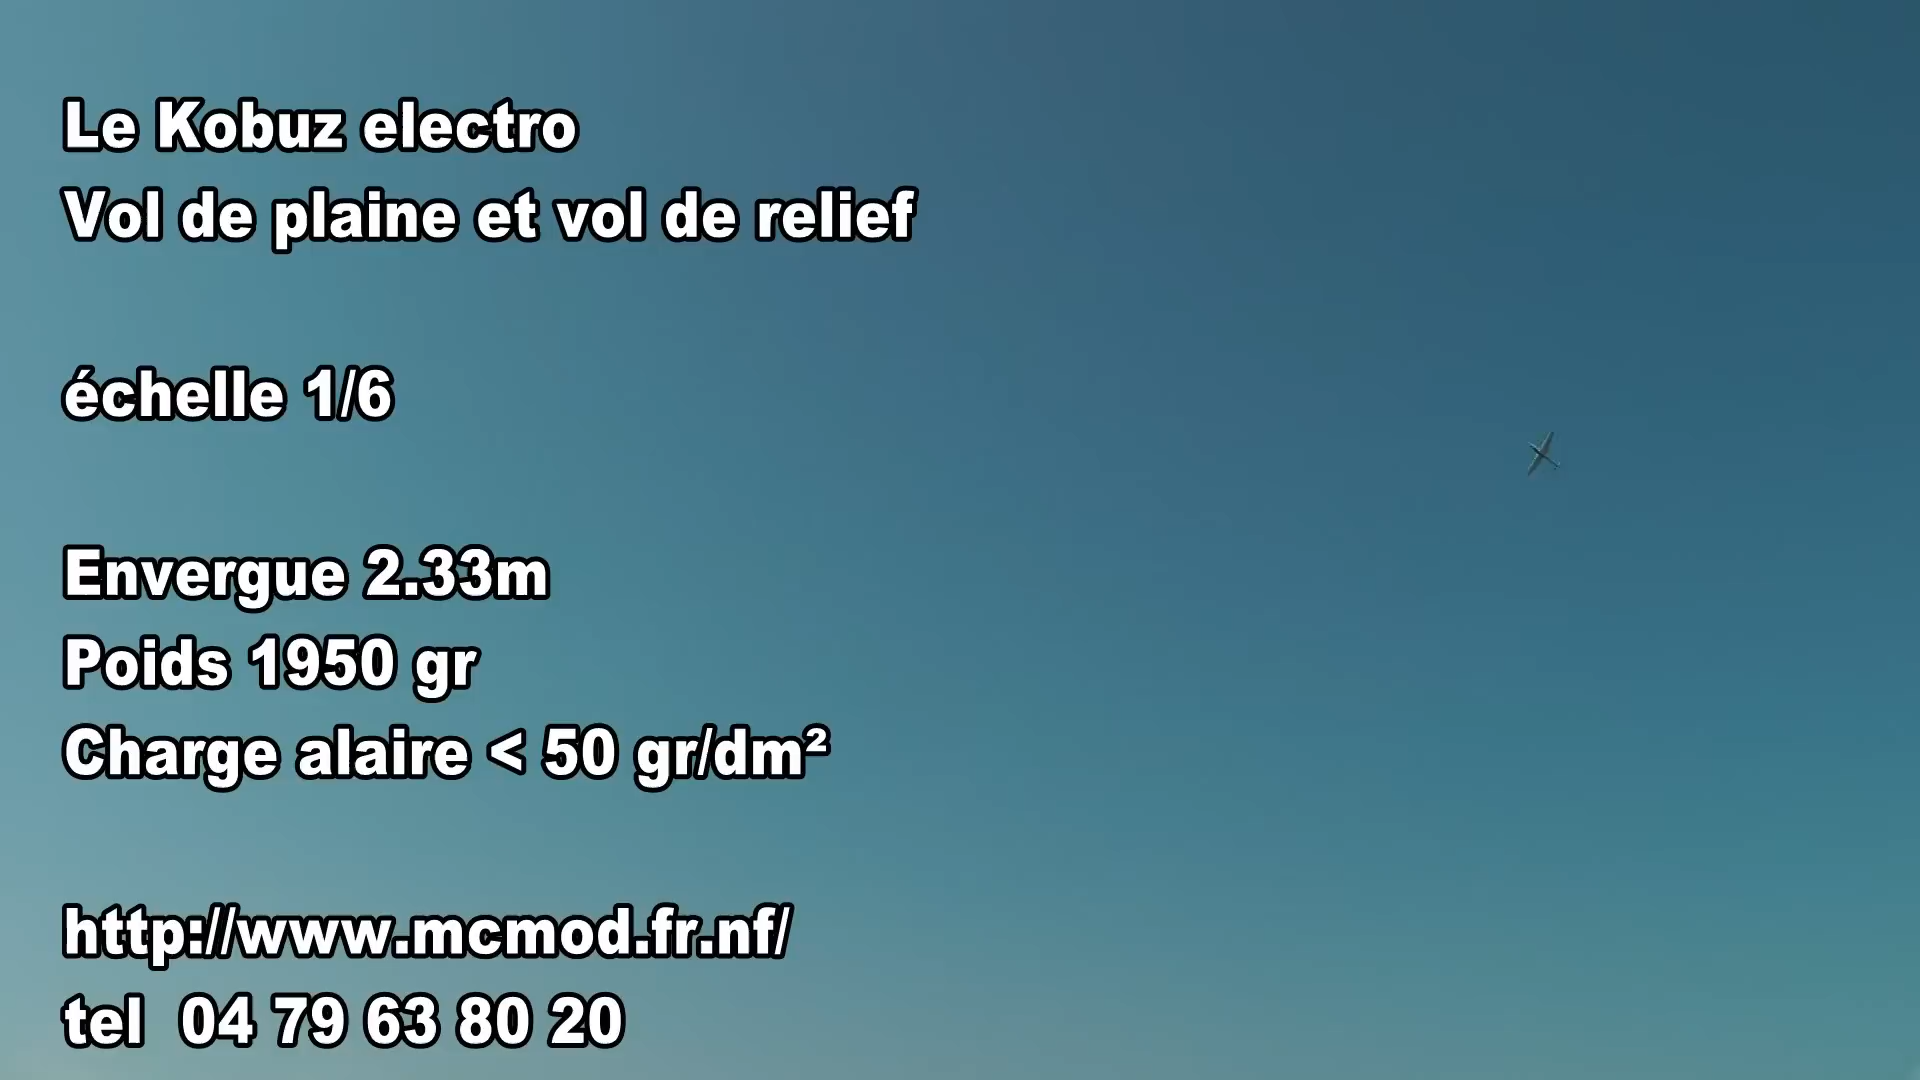 Le Kobuz electro
Vol de plaine et vol de relief
échelle 1/6
Envergue 2.33m
Poids 1950 gr
Charge alaire < 50 gr/dm²
http://www.mcmod.fr.nf/
tel 04 79 63 80 20